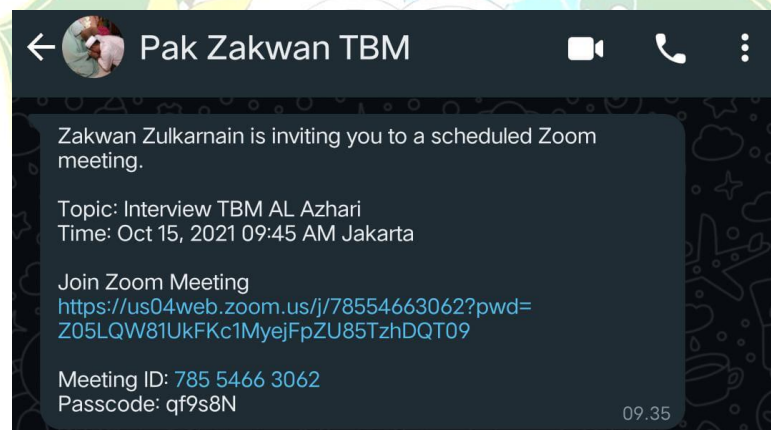 Pak Zakwan TBM
Zakwan Zulkarnain is inviting you to a scheduled Zoom
meeting.
Topic: Interview TBM AL Azhari
Time: Oct 15, 2021 09:45 AM Jakarta
Join Zoom Meeting
https://us04web.zoom.us/j/78554663062?pwd=
Z05LQW81UkFKc1MyejFpZU85TzhDQT09
Meeting ID: 785 5466 3062
Passcode: qf9s8N
09.35